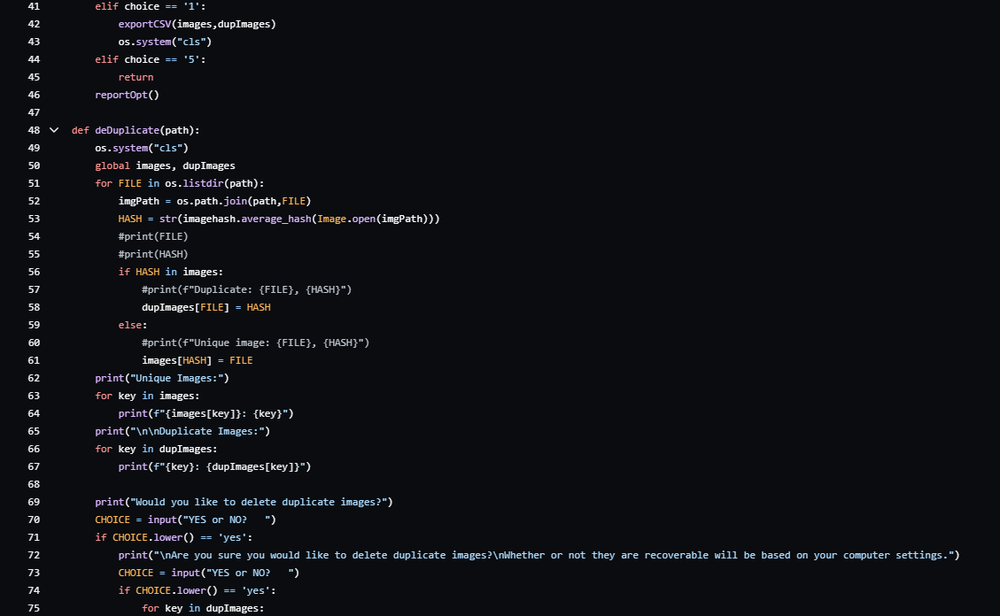 41 elif choice == '1':
42 exportCSV(images,dupImages)
43 os.system("cls")
44 elif choice == '5':
45 return
46 reportOpt()
47
48 def deDuplicate(path):
49 os.system("cls")
50 global images, dupImages
51 for FILE in os.listdir(path):
52 imgPath = os.path.join(path,FILE)
53 HASH = str(imagehash.average_hash(Image.open(imgPath)))
54 #print(FILE)
55 #print(HASH)
56 if HASH in images:
57 #print(f"Duplicate: {FILE}, {HASH}")
58 dupImages[FILE] = HASH
59 else:
60 #print(f"Unique image: {FILE}, {HASH}")
61 images[HASH] = FILE
62 print("Unique Images:")
63 for key in images:
64 print(f"{images[key]}: {key}")
65 print("\n\nDuplicate Images:")
66 for key in dupImages:
67 print(f"{key}: {dupImages[key]}")
68
69 print("Would you like to delete duplicate images?")
70 CHOICE = input("YES or NO?   ")
71 if CHOICE.lower() == 'yes':
72 print("\nAre you sure you would like to delete duplicate images?\nWhether or not they are recoverable will be based on your computer settings.")
73 CHOICE = input("YES or NO?   ")
74 if CHOICE.lower() == 'yes':
75 for key in dupImages: